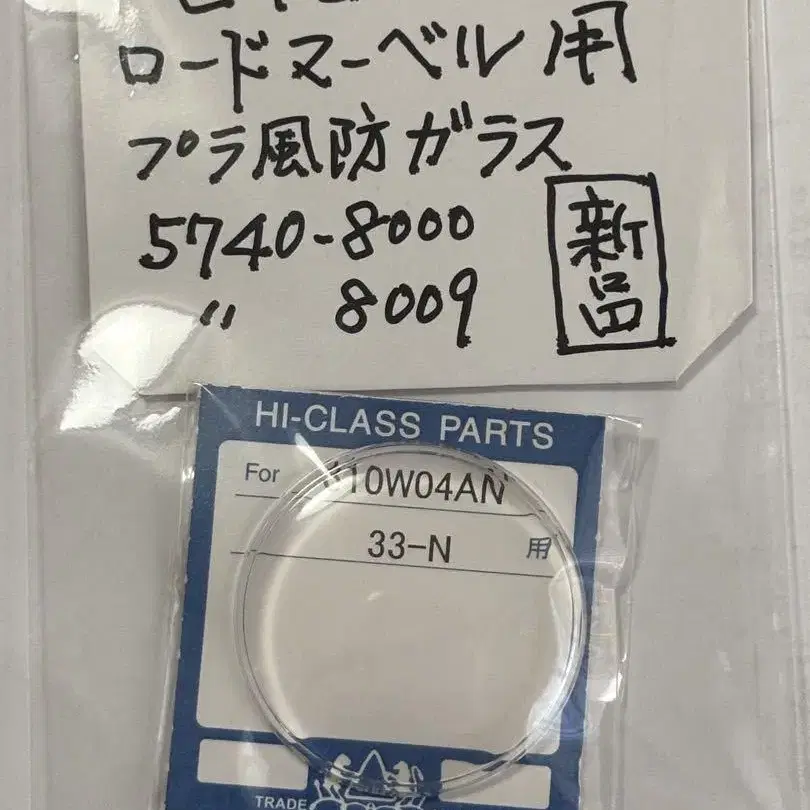 ロードマーベル用
プラ風防ガラス
5740-8000
〃 8009
新品
HI-CLASS PARTS
For 310W04AN
33-N 用
TRADE